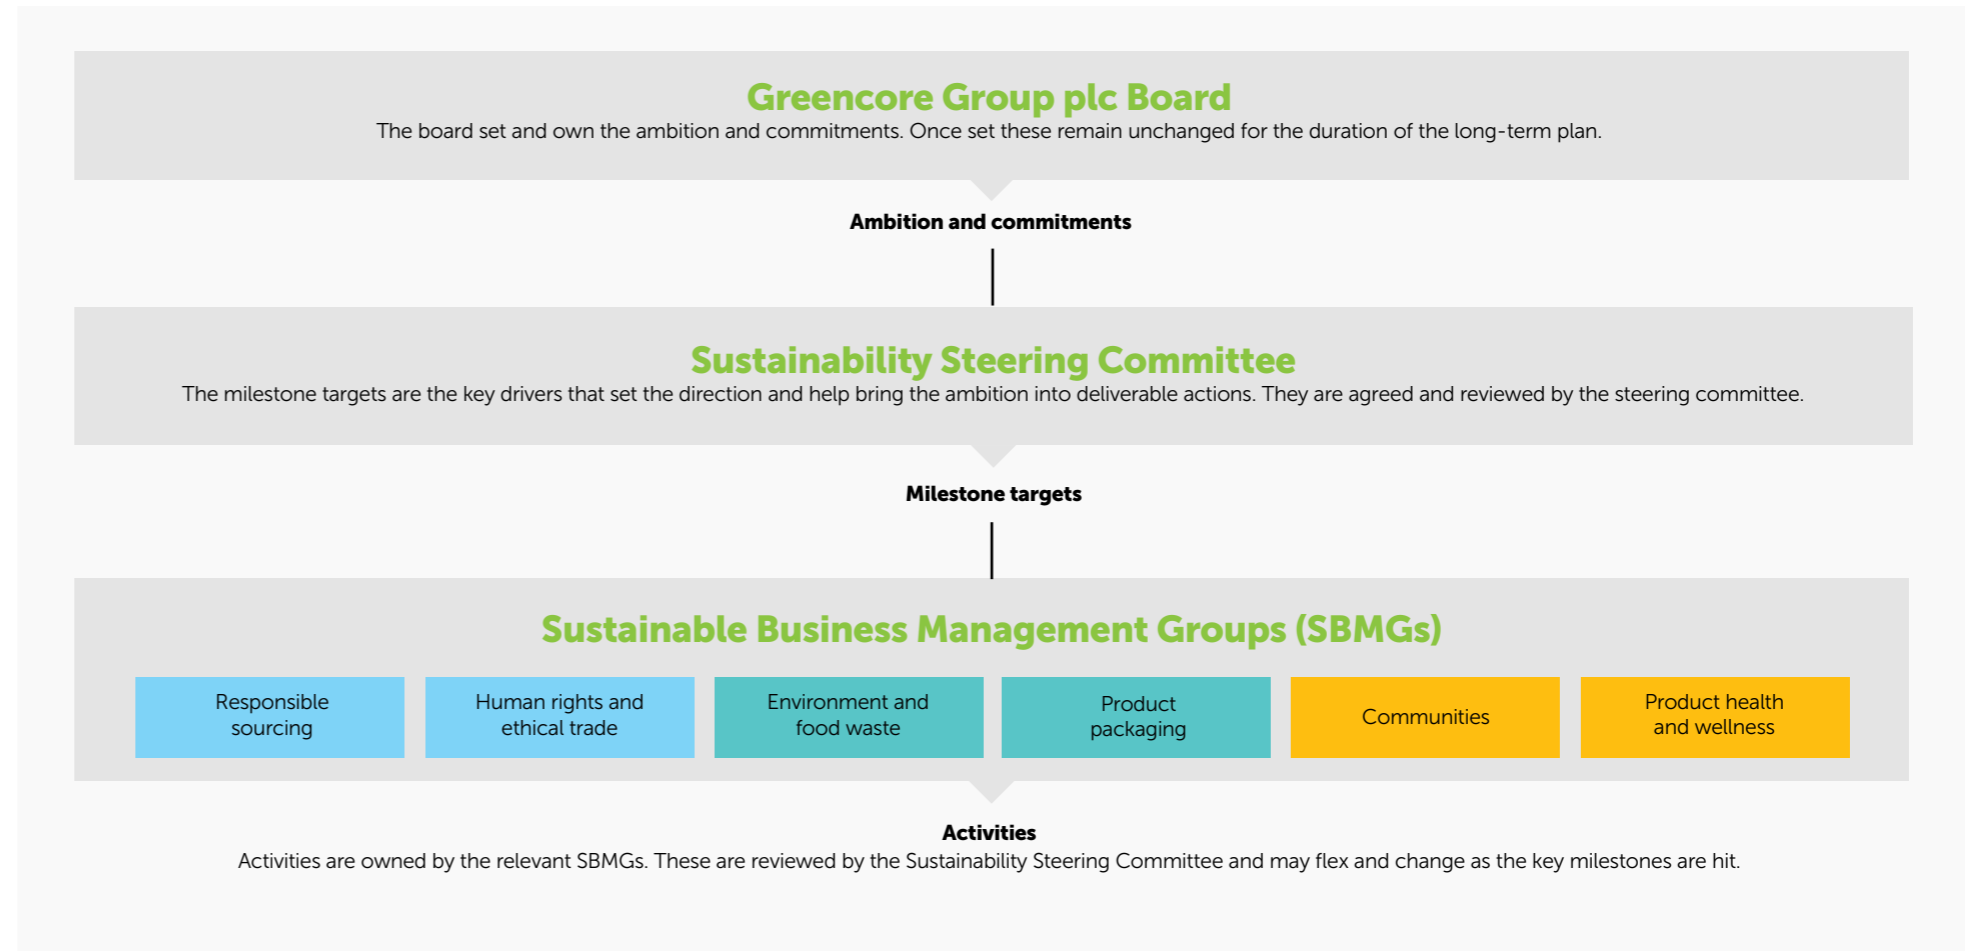 Greencore Group plc Board
The board set and own the ambition and commitments. Once set these remain unchanged for the duration of the long-term plan.
Ambition and commitments
Sustainability Steering Committee
The milestone targets are the key drivers that set the direction and help bring the ambition into deliverable actions. They are agreed and reviewed by the steering committee.
Milestone targets
Sustainable Business Management Groups (SBMGs)
Responsible
sourcing
Human rights and
ethical trade
Environment and
food waste
Product
packaging
Communities
Product health
and wellness
Activities
Activities are owned by the relevant SBMGs. These are reviewed by the Sustainability Steering Committee and may flex and change as the key milestones are hit.